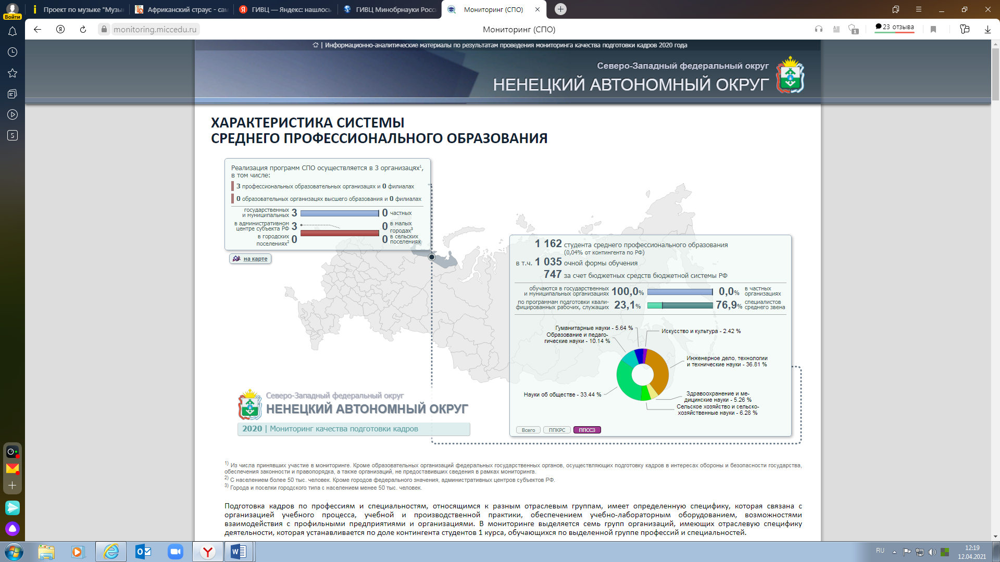 Проект по музыке "Музы
Африканский страус - сам
ГИВЦ — Яндекс: нашлось
ГИВЦ Минобрнауки Росс
Мониторинг (СПО)
Войти
monitoring.miccedu.ru
Мониторинг (СПО)
23 отзыва
1
5
| Информационно-аналитические материалы по результатам проведения мониторинга качества подготовки кадров 2020 года
Северо-Западный федеральный округ
НЕНЕЦКИЙ АВТОНОМНЫЙ ОКРУГ
ХАРАКТЕРИСТИКА СИСТЕМЫ
СРЕДНЕГО ПРОФЕССИОНАЛЬНОГО ОБРАЗОВАНИЯ
Реализация программ СПО осуществляется в 3 организацях¹,
в том числе:
3 профессиональных образовательных организацях и 0 филиалах
0 образовательных организацях высшего образования и 0 филиалах
государственных
и муниципальных 3 0 частных
в административном
центре субъекта РФ 3 0 в малых
городах³
в городских
поселениях² 0 0 в сельских
поселениях
на карте
1 162 студента среднего профессионального образования
(0,04% от контингента по РФ)
в т.ч. 1 035 очной формы обучения
747 за счет бюджетных средств бюджетной системы РФ
обучаются в государственных
и муниципальных организациях 100,0% 0,0% в частных
организациях
по программам подготовки квали-
фицированных рабочих, служащих 23,1% 76,9% специалистов
среднего звена
Гуманитарные науки - 5.64 %
Искусство и культура - 2.42 %
Образование и педаго-
гические науки - 10.14 %
Инженерное дело, технологии
и технические науки - 36.81 %
Науки об обществе - 33.44 %
Здравоохранение и ме-
дицинские науки - 5.26 %
Сельское хозяйство и сельско-
хозяйственные науки - 6.28 %
Всего ППКРС ППССЗ
Северо-Западный федеральный округ
НЕНЕЦКИЙ АВТОНОМНЫЙ ОКРУГ
2020 | Мониторинг качества подготовки кадров
1) Из числа принявших участие в мониторинге. Кроме образовательных организаций федеральных государственных органов, осуществляющих подготовку кадров в интересах обороны и безопасности государства,
обеспечения законности и правопорядка, а также организаций, не предоставивших сведения в рамках мониторинга.
2) С населением более 50 тыс. человек. Кроме городов федерального значения, административных центров субъектов РФ.
3) Города и поселки городского типа с населением менее 50 тыс. человек.
Подготовка кадров по профессиям и специальностям, относящимся к разным отраслевым группам, имеет определенную специфику, которая связана с
организацией учебного процесса, учебной и производственной практики, обеспечением учебно-лабораторным оборудованием, возможностями
взаимодействия с профильными предприятиями и организациями. В мониторинге выделяется семь групп организаций, имеющих отраслевую специфику
деятельности, которая устанавливается по доле контингента студентов 1 курса, обучающихся по выделенной группе профессий и специальностей.
RU
12:19
12.04.2021